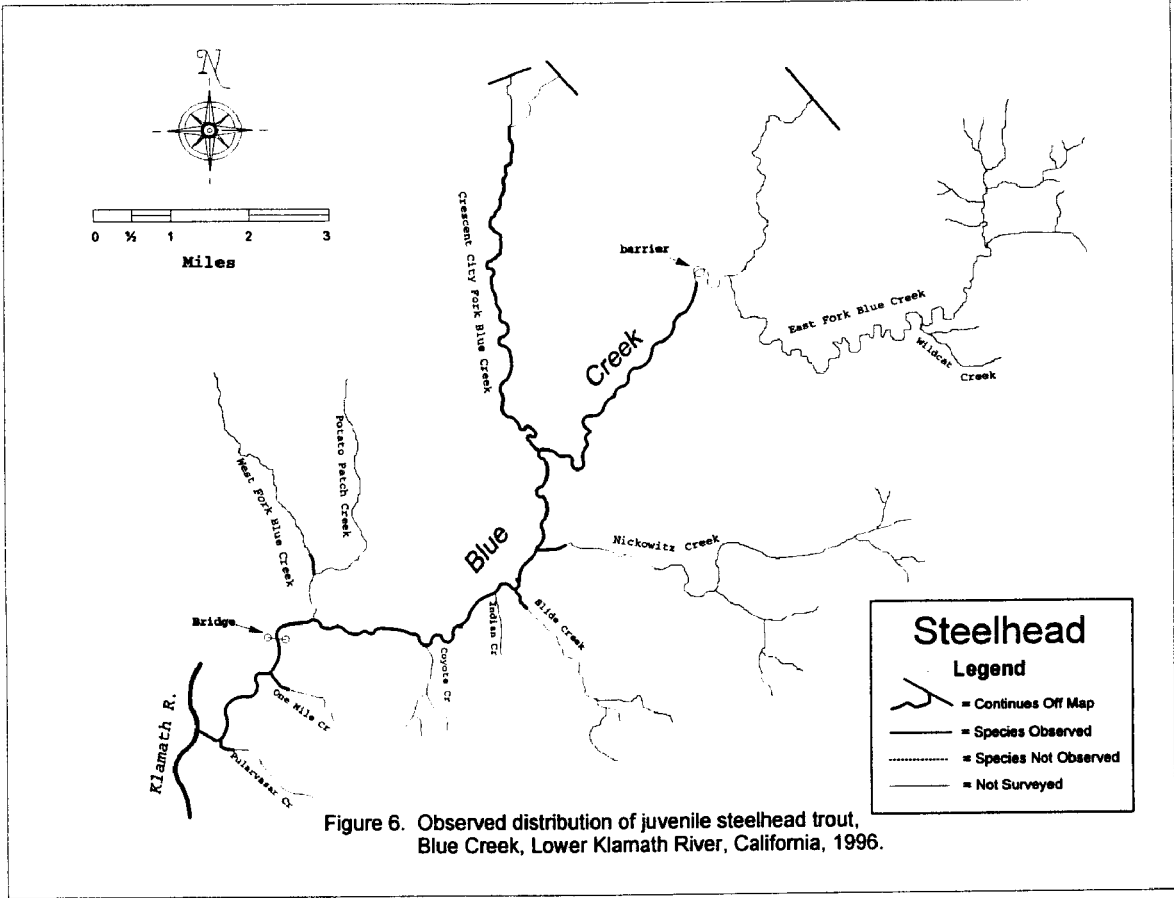 N
0 ½ 1 2 3
Miles
Crescent City Fork Blue Creek
barrier
Creek
East Fork Blue Creek
Wildcat
Creek
Potato Patch Creek
West Fork Blue Creek
Blue
Nickowitz Creek
Bridge
Indian Cr
Slide Creek
Coyote Cr
One Mile Cr
Klamath R.
Pularvasar Cr
Steelhead
Legend
= Continues Off Map
= Species Observed
= Species Not Observed
= Not Surveyed
Figure 6. Observed distribution of juvenile steelhead trout,
Blue Creek, Lower Klamath River, California, 1996.